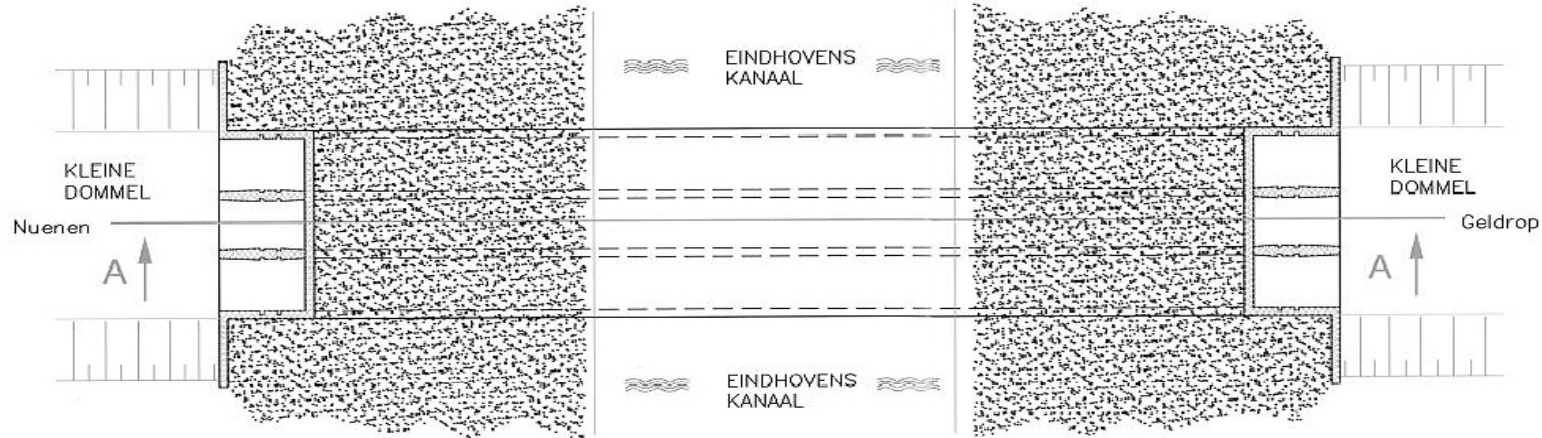 EINDHOVENS
KANAAL
KLEINE
DOMMEL
KLEINE
DOMMEL
Nuenen
Geldrop
A
A
EINDHOVENS
KANAAL